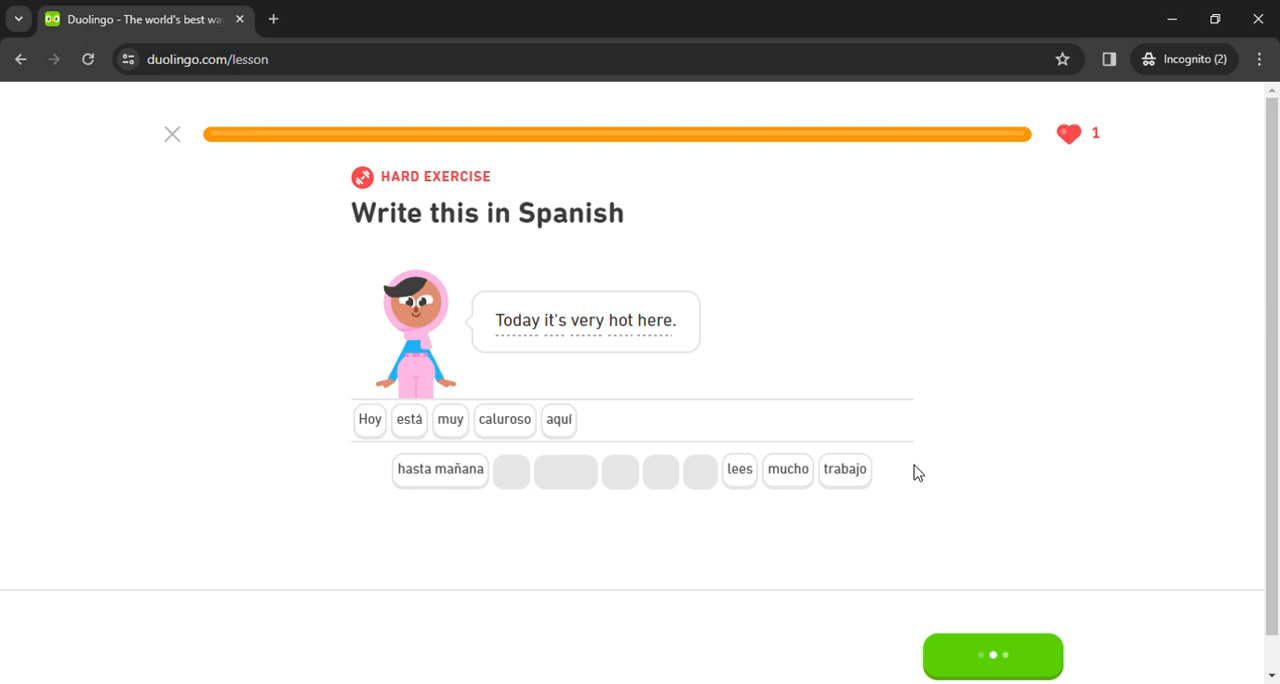 Duolingo - The world's best wa
duolingo.com/lesson
Incognito (2)
1
HARD EXERCISE
Write this in Spanish
Today it's very hot here.
Hoy está muy caluroso aquí
hasta mañana lees mucho trabajo